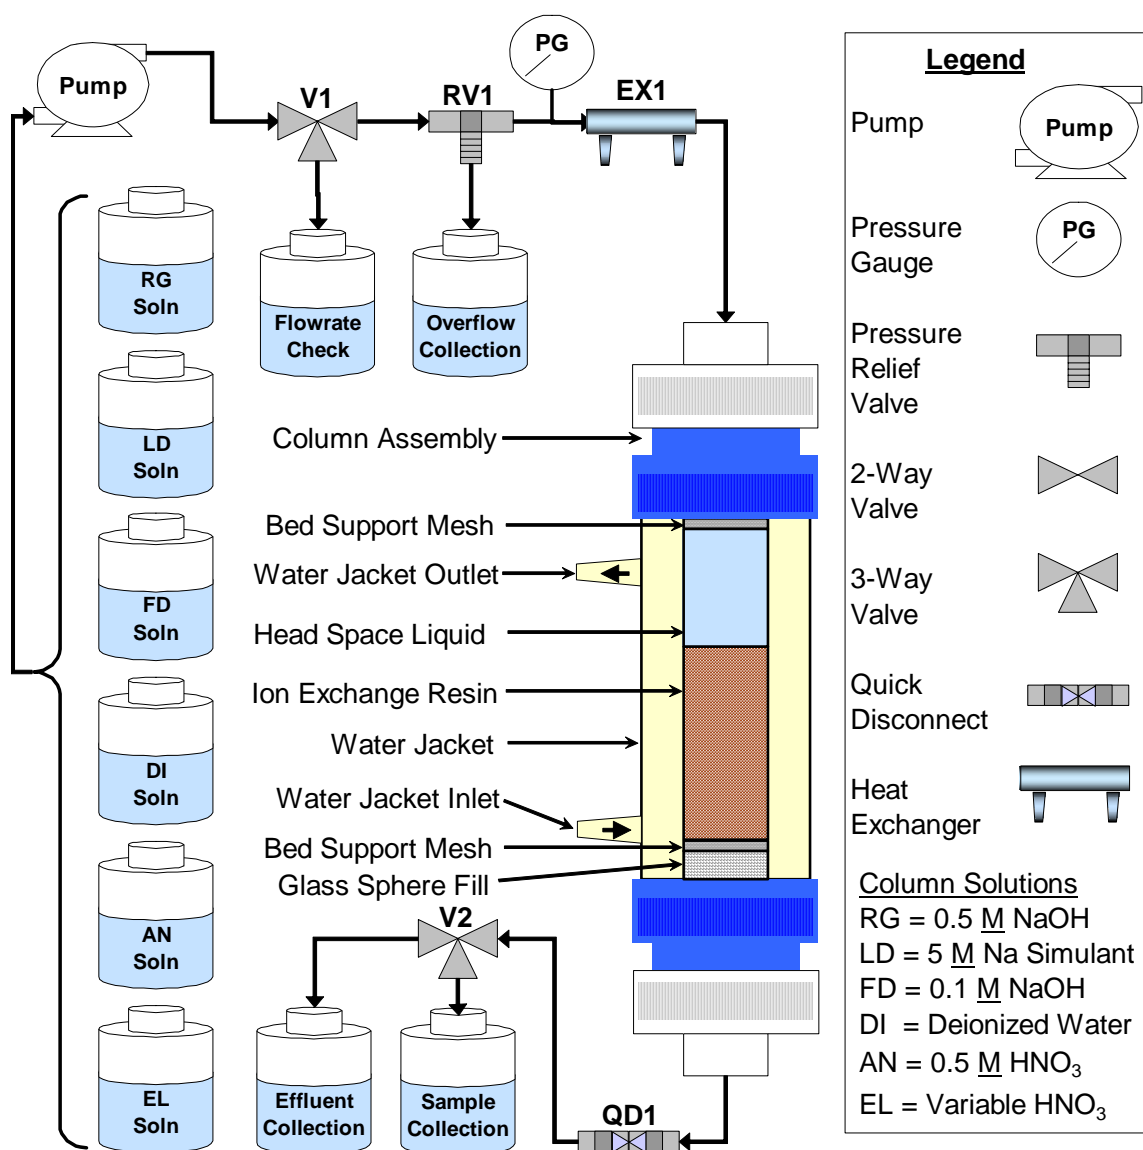 Pump
V1
RV1
PG
EX1
RG
Soln
LD
Soln
FD
Soln
DI
Soln
AN
Soln
EL
Soln
Flowrate
Check
Overflow
Collection
Column Assembly
Bed Support Mesh
Water Jacket Outlet
Head Space Liquid
Ion Exchange Resin
Water Jacket
Water Jacket Inlet
Bed Support Mesh
Glass Sphere Fill
V2
Effluent
Collection
Sample
Collection
QD1
Legend
Pump
Pump
Pressure
Gauge
PG
Pressure
Relief
Valve
2-Way
Valve
3-Way
Valve
Quick
Disconnect
Heat
Exchanger
Column Solutions
RG = 0.5 M NaOH
LD = 5 M Na Simulant
FD = 0.1 M NaOH
DI = Deionized Water
AN = 0.5 M HNO₃
EL = Variable HNO₃